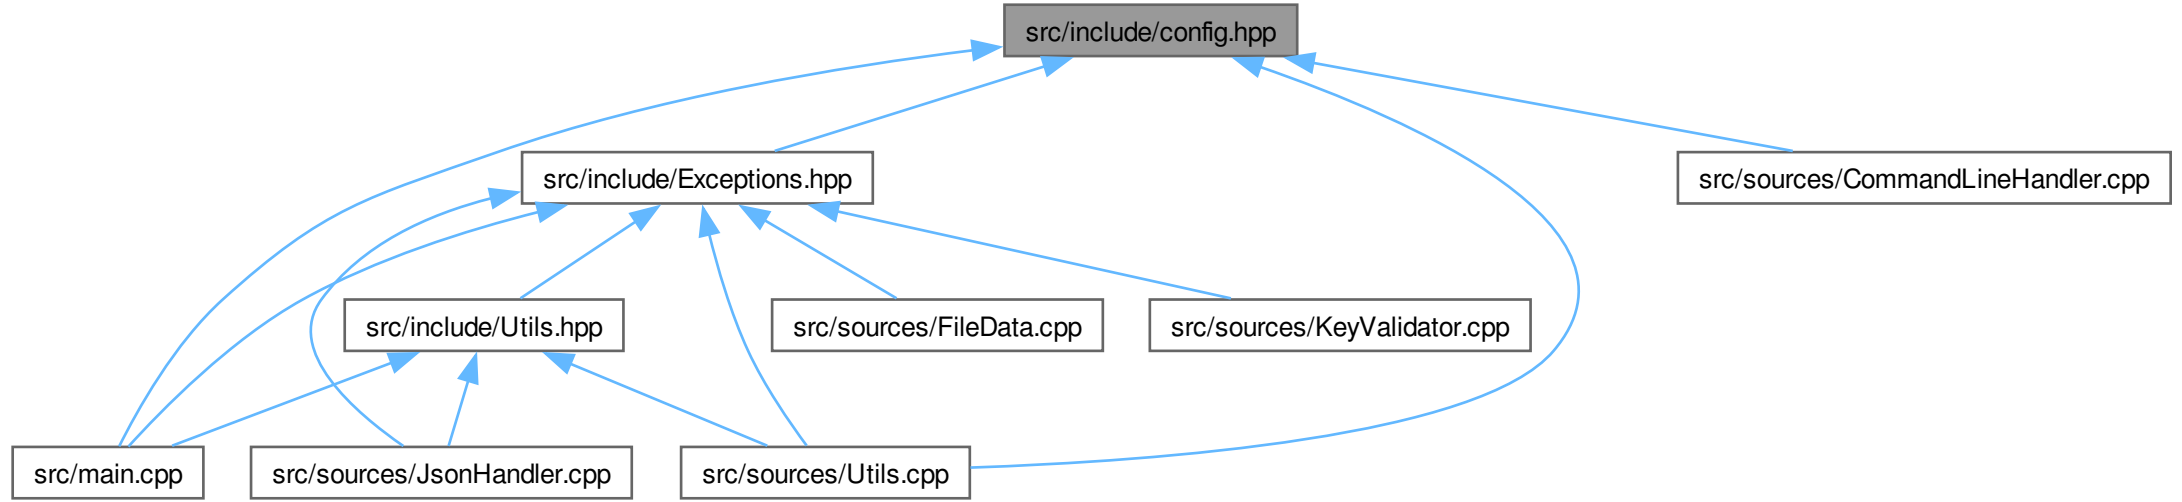 src/include/config.hpp
src/include/Exceptions.hpp
src/sources/CommandLineHandler.cpp
src/include/Utils.hpp
src/sources/FileData.cpp
src/sources/KeyValidator.cpp
src/main.cpp
src/sources/JsonHandler.cpp
src/sources/Utils.cpp